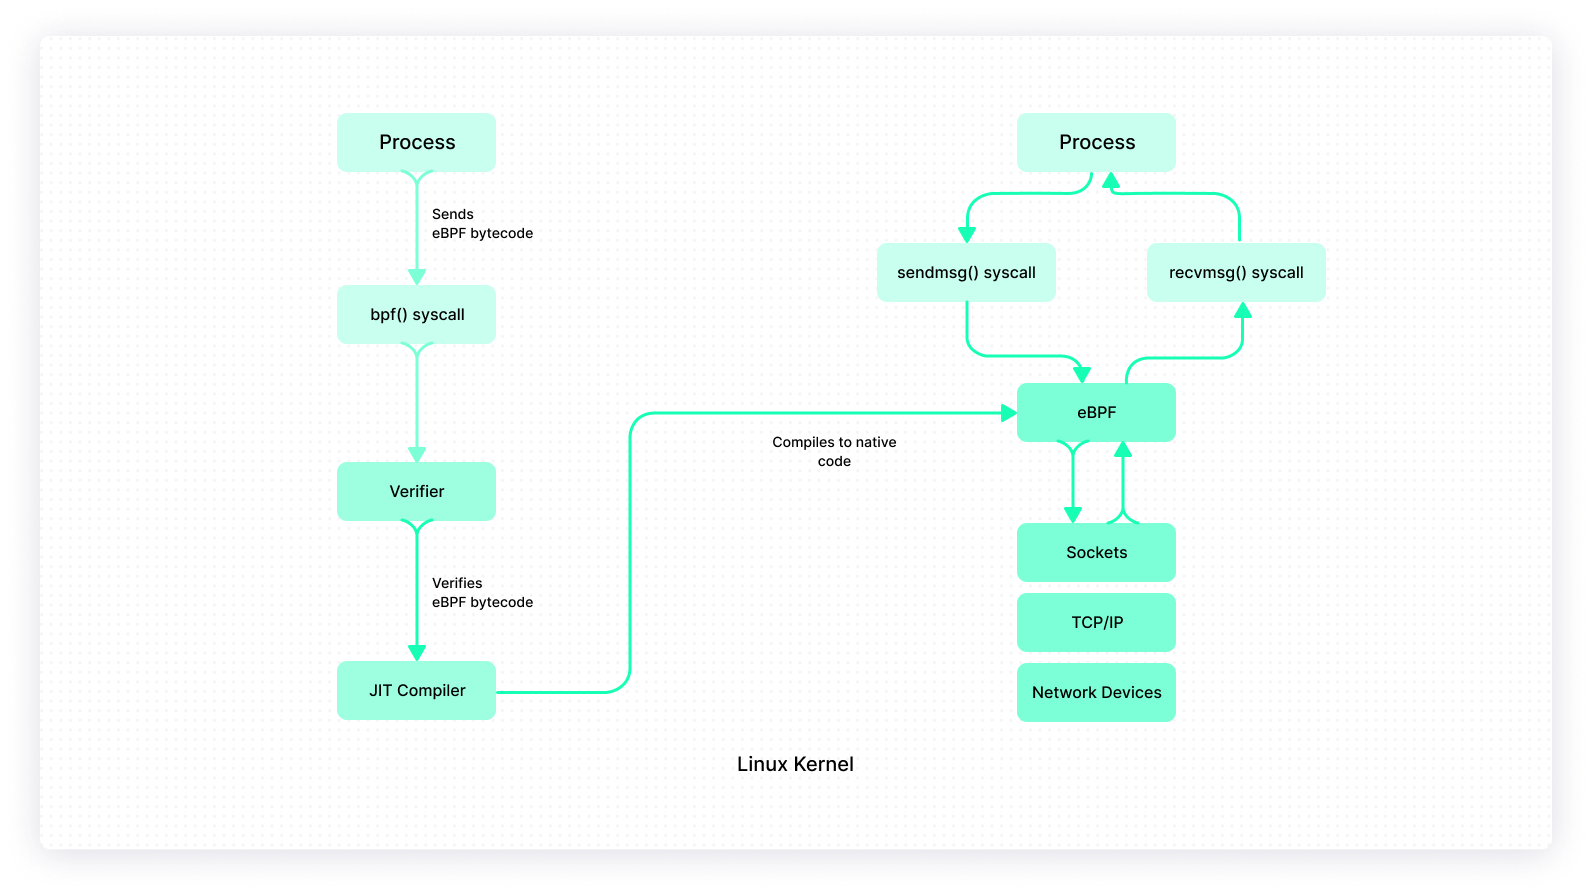 Process
Sends
eBPF bytecode
bpf() syscall
Verifier
Verifies
eBPF bytecode
JIT Compiler
Compiles to native
code
Process
sendmsg() syscall
recvmsg() syscall
eBPF
Sockets
TCP/IP
Network Devices
Linux Kernel